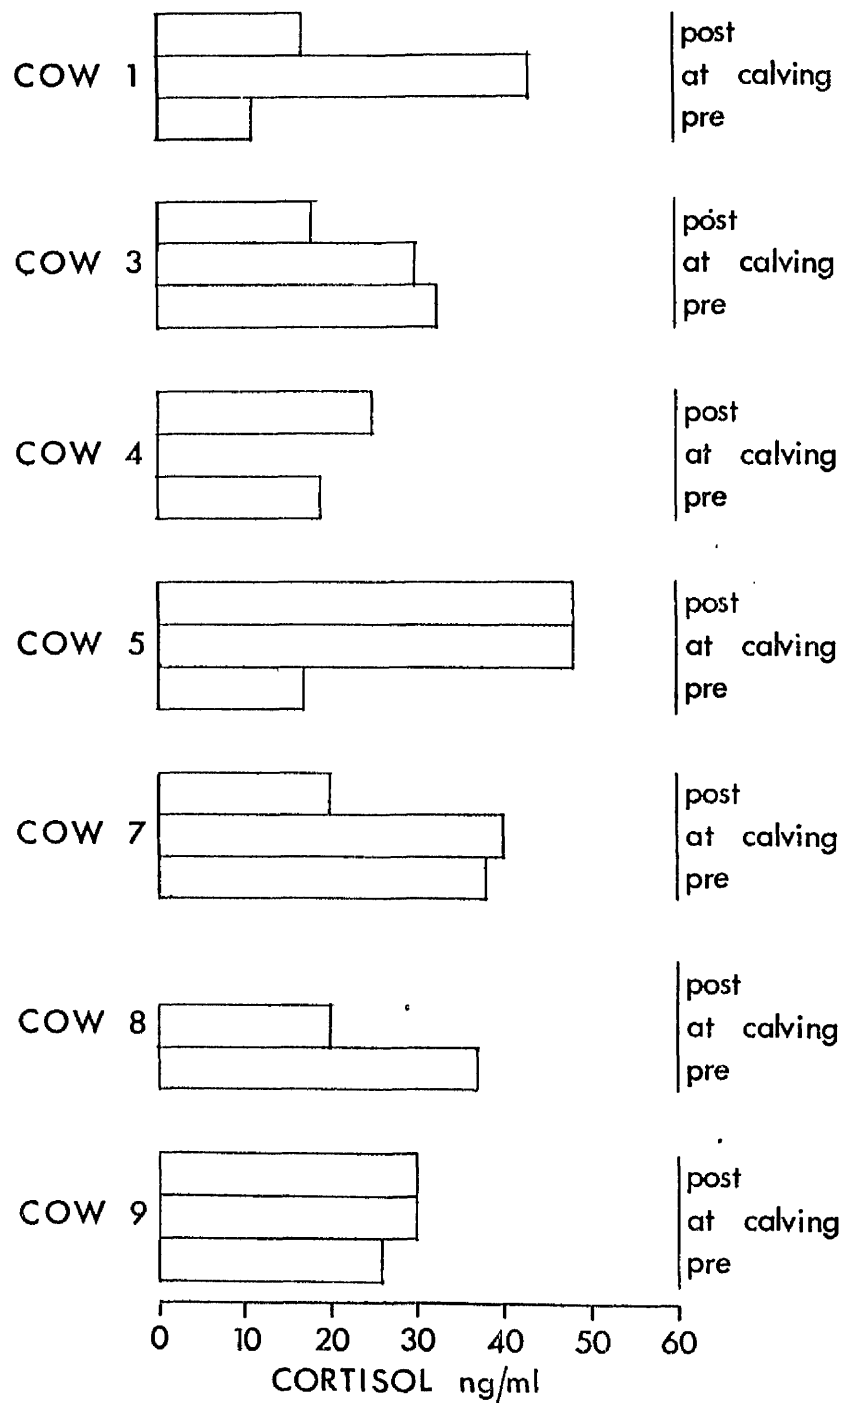 post
COW 1 at calving
pre
post
COW 3 at calving
pre
post
COW 4 at calving
pre
post
COW 5 at calving
pre
post
COW 7 at calving
pre
post
COW 8 at calving
pre
post
COW 9 at calving
pre
0 10 20 30 40 50 60
CORTISOL ng/ml